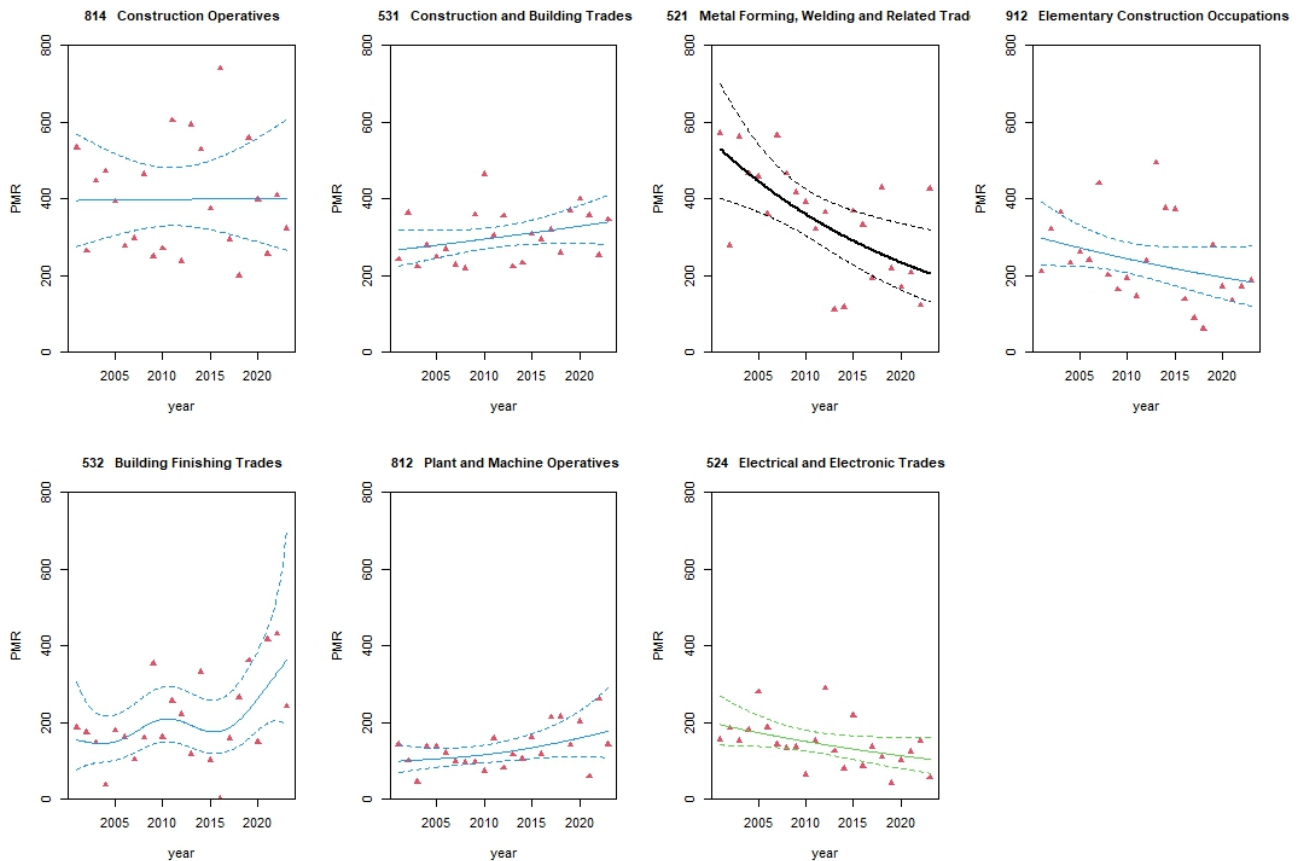 814 Construction Operatives
531 Construction and Building Trades
521 Metal Forming, Welding and Related Trad
912 Elementary Construction Occupations
PMR
800
600
400
200
0
2005 2010 2015 2020
year
PMR
800
600
400
200
0
2005 2010 2015 2020
year
PMR
800
600
400
200
0
2005 2010 2015 2020
year
PMR
800
600
400
200
0
2005 2010 2015 2020
year
532 Building Finishing Trades
812 Plant and Machine Operatives
524 Electrical and Electronic Trades
PMR
800
600
400
200
0
2005 2010 2015 2020
year
PMR
800
600
400
200
0
2005 2010 2015 2020
year
PMR
800
600
400
200
0
2005 2010 2015 2020
year